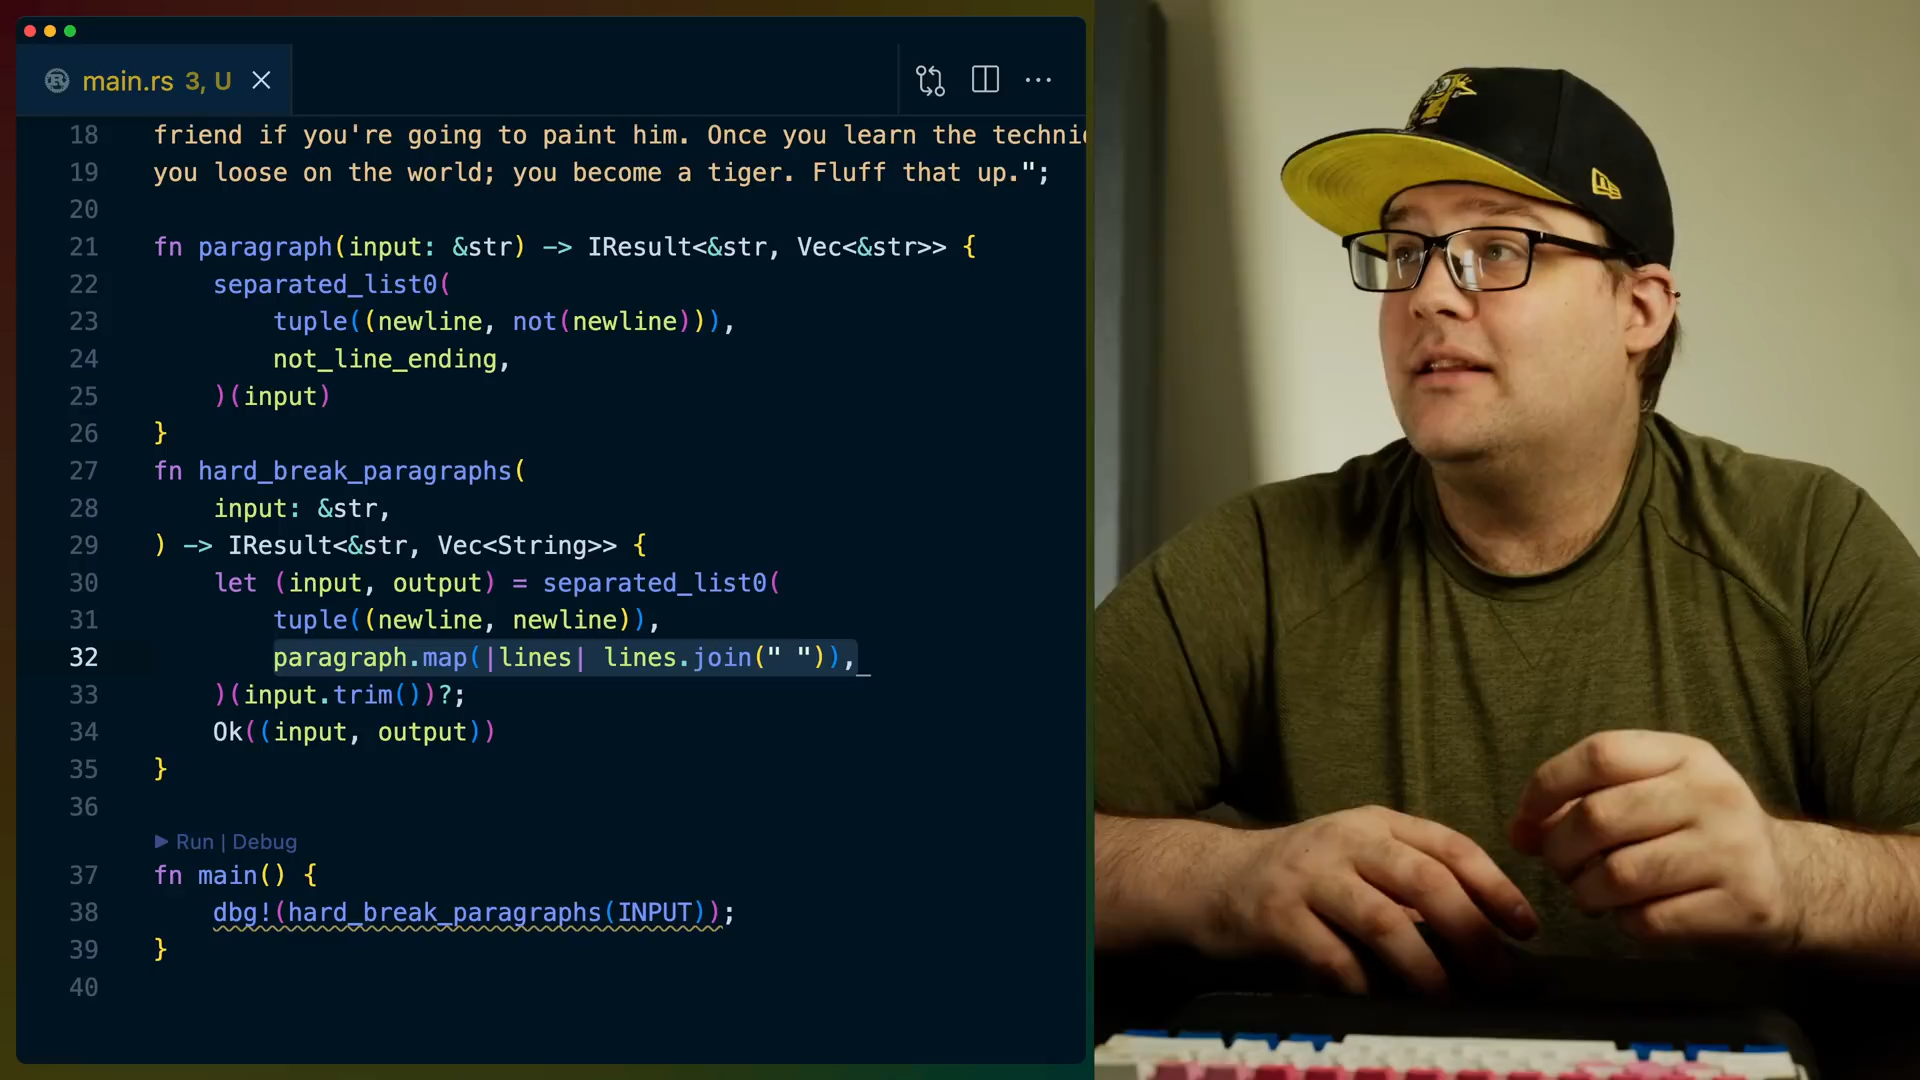 main.rs 3, U
18 friend if you're going to paint him. Once you learn the techni
19 you loose on the world; you become a tiger. Fluff that up.";
20
21 fn paragraph(input: &str) -> IResult<&str, Vec<&str>> {
22 separated_list0(
23 tuple((newline, not(newline))),
24 not_line_ending,
25 )(input)
26 }
27 fn hard_break_paragraphs(
28 input: &str,
29 ) -> IResult<&str, Vec<String>> {
30 let (input, output) = separated_list0(
31 tuple((newline, newline)),
32 paragraph.map(|lines| lines.join(" ")),
33 )(input.trim())?;
34 Ok((input, output))
35 }
36
Run | Debug
37 fn main() {
38 dbg!(hard_break_paragraphs(INPUT));
39 }
40